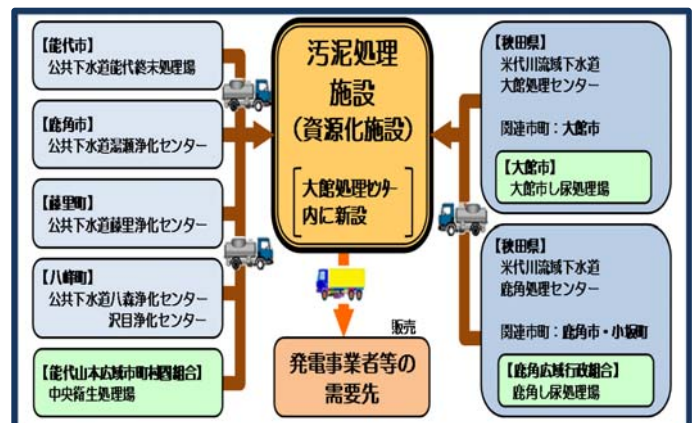 【能代市】
公共下水道能代終末処理場
【鹿角市】
公共下水道湯瀬浄化センター
【藤里町】
公共下水道藤里浄化センター
【八峰町】
公共下水道八森浄化センター
沢目浄化センター
【能代山本広域市町村圏組合】
中央衛生処理場
汚泥処理
施設
(資源化施設)
大館処理センター
内に新設
販売
発電事業者等の
需要先
【秋田県】
米代川流域下水道
大館処理センター
関連市町：大館市
【大館市】
大館市し尿処理場
【秋田県】
米代川流域下水道
鹿角処理センター
関連市町：鹿角市・小坂町
【鹿角広域行政組合】
鹿角し尿処理場